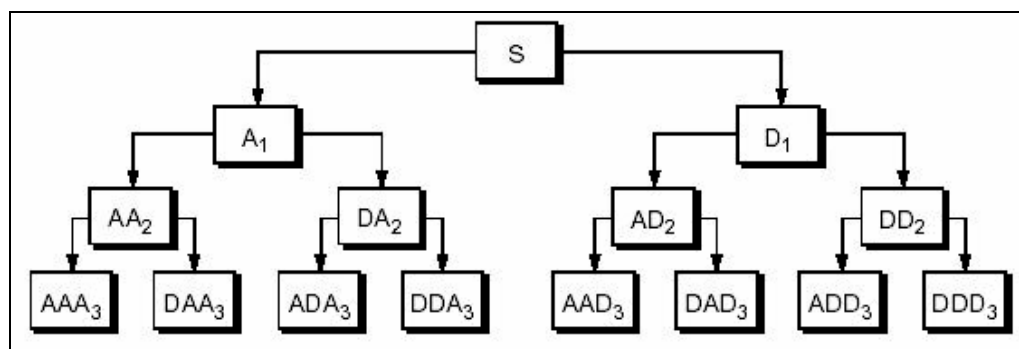 S
A₁ D₁
AA₂ DA₂ AD₂ DD₂
AAA₃ DAA₃ ADA₃ DDA₃ AAD₃ DAD₃ ADD₃ DDD₃